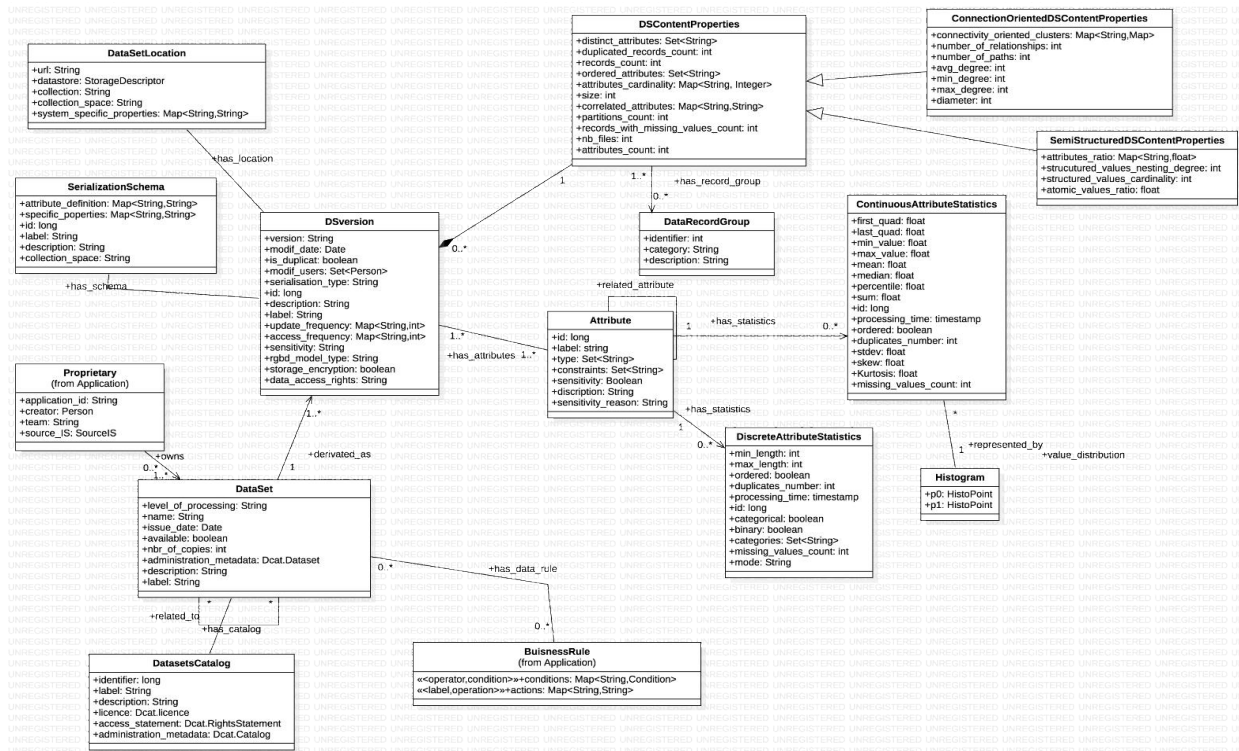 DataSetLocation
+url: String
+datastore: StorageDescriptor
+collection: String
+collection_space: String
+system_specific_properties: Map<String,String>
DSContentProperties
+distinct_attributes: Set<String>
+duplicated_records_count: int
+records_count: int
+ordered_attributes: Set<String>
+attributes_cardinality: Map<String, Integer>
+size: int
+correlated_attributes: Map<String,String>
+partitions_count: int
+records_with_missing_values_count: int
+nb_files: int
+attributes_count: int
ConnectionOrientedDSContentProperties
+connectivity_oriented_clusters: Map<String,Map>
+number_of_relationships: int
+number_of_paths: int
+avg_degree: int
+min_degree: int
+max_degree: int
+diameter: int
SemiStructuredDSContentProperties
+attributes_ratio: Map<String,float>
+strucutured_values_nesting_degree: int
+structured_values_cardinality: int
+atomic_values_ratio: float
+has_location
SerializationSchema
+attribute_definition: Map<String,String>
+specific_poperties: Map<String,String>
+id: long
+label: String
+description: String
+collection_space: String
+has_schema
DSversion
+version: String
+modif_date: Date
+is_duplicat: boolean
+modif_users: Set<Person>
+serialisation_type: String
+id: long
+description: String
+label: String
+update_frequency: Map<String,int>
+access_frequency: Map<String,int>
+sensitivity: String
+rgbd_model_type: String
+storage_encryption: boolean
+data_access_rights: String
1
0..*
1..*
+has_record_group
0..*
DataRecordGroup
+identifier: int
+category: String
+description: String
+related_attribute
Attribute
+id: long
+label: string
+type: Set<String>
+constraints: Set<String>
+sensitivity: Boolean
+discription: String
+sensitivity_reason: String
1..*
+has_attributes
1..*
1
+has_statistics
0..*
ContinuousAttributeStatistics
+first_quad: float
+last_quad: float
+min_value: float
+max_value: float
+mean: float
+median: float
+percentile: float
+sum: float
+id: long
+processing_time: timestamp
+ordered: boolean
+duplicates_number: int
+stdev: float
+skew: float
+Kurtosis: float
+missing_values_count: int
+has_statistics
1
0..*
DiscreteAttributeStatistics
+min_length: int
+max_length: int
+ordered: boolean
+duplicates_number: int
+processing_time: timestamp
+id: long
+categorical: boolean
+binary: boolean
+categories: Set<String>
+missing_values_count: int
+mode: String
*
1
+represented_by
+value_distribution
Histogram
+p0: HistoPoint
+p1: HistoPoint
Proprietary
(from Application)
+application_id: String
+creator: Person
+team: String
+source_IS: SourceIS
+owns
0..*
1..*
1..*
+derivated_as
1
DataSet
+level_of_processing: String
+name: String
+issue_date: Date
+available: boolean
+nbr_of_copies: int
+administration_metadata: Dcat.Dataset
+description: String
+label: String
0..*
+has_data_rule
0..*
*
*
+related_to
+has_catalog
DatasetsCatalog
+identifier: long
+label: String
+description: String
+licence: Dcat.licence
+access_statement: Dcat.RightsStatement
+administration_metadata: Dcat.Catalog
BuisnessRule
(from Application)
«<operator,condition>»+conditions: Map<String,Condition>
«<label,operation>»+actions: Map<String,String>